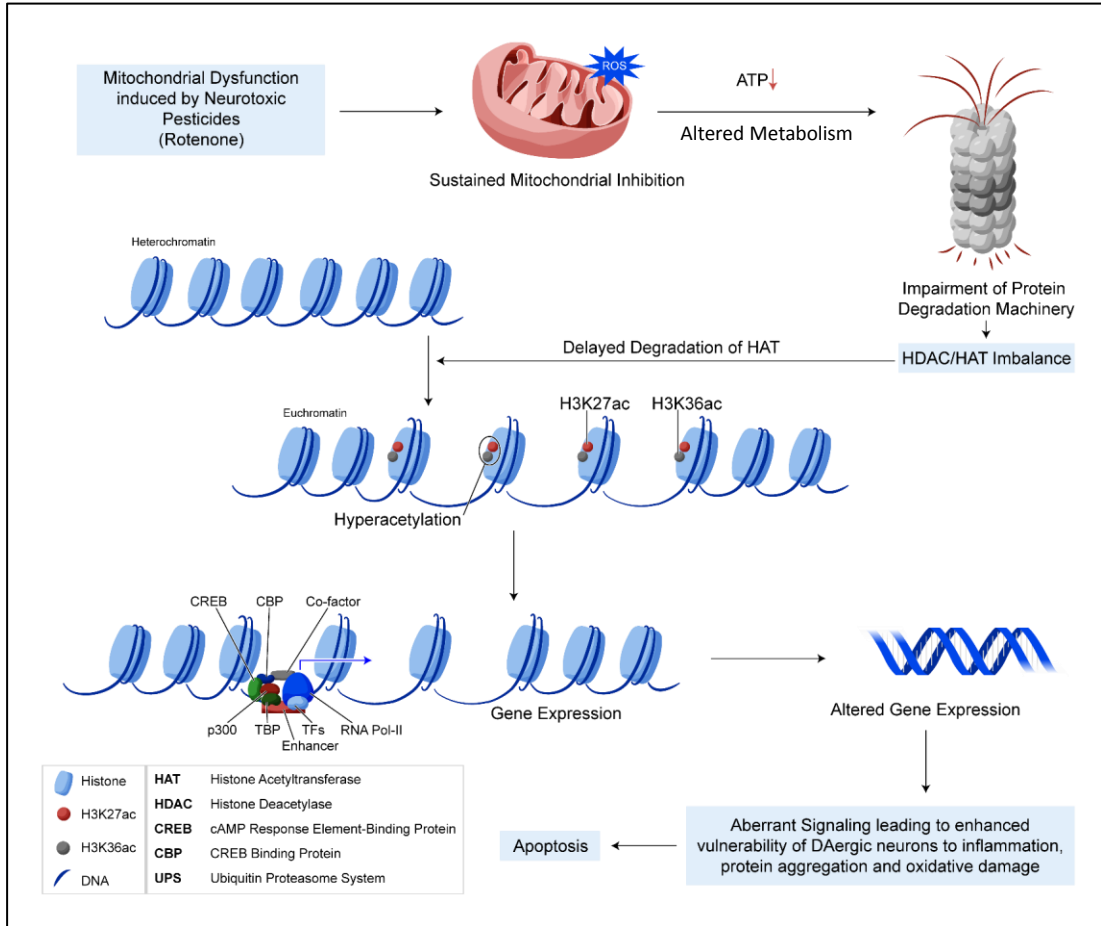 Mitochondrial Dysfunction
induced by Neurotoxic
Pesticides
(Rotenone)
ROS
Sustained Mitochondrial Inhibition
ATP↓
Altered Metabolism
Impairment of Protein
Degradation Machinery
HDAC/HAT Imbalance
Delayed Degradation of HAT
Heterochromatin
Euchromatin
H3K27ac
H3K36ac
Hyperacetylation
CREB
CBP
Co-factor
p300
TBP
TFs
RNA Pol-II
Enhancer
Gene Expression
Altered Gene Expression
Aberrant Signaling leading to enhanced
vulnerability of DAergic neurons to inflammation,
protein aggregation and oxidative damage
Apoptosis
Histone
H3K27ac
H3K36ac
DNA
HAT Histone Acetyltransferase
HDAC Histone Deacetylase
CREB cAMP Response Element-Binding Protein
CBP CREB Binding Protein
UPS Ubiquitin Proteasome System